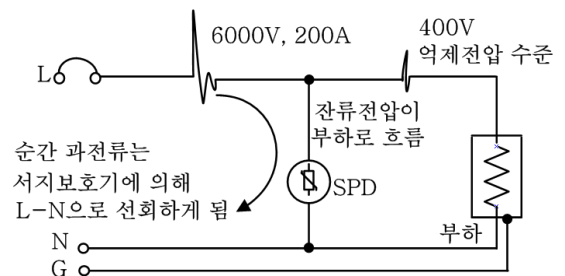 6000V, 200A
400V
억제전압 수준
L
잔류전압이
부하로 흐름
순간 과전류는
서지보호기에 의해
L-N으로 선회하게 됨
SPD
부하
N
G